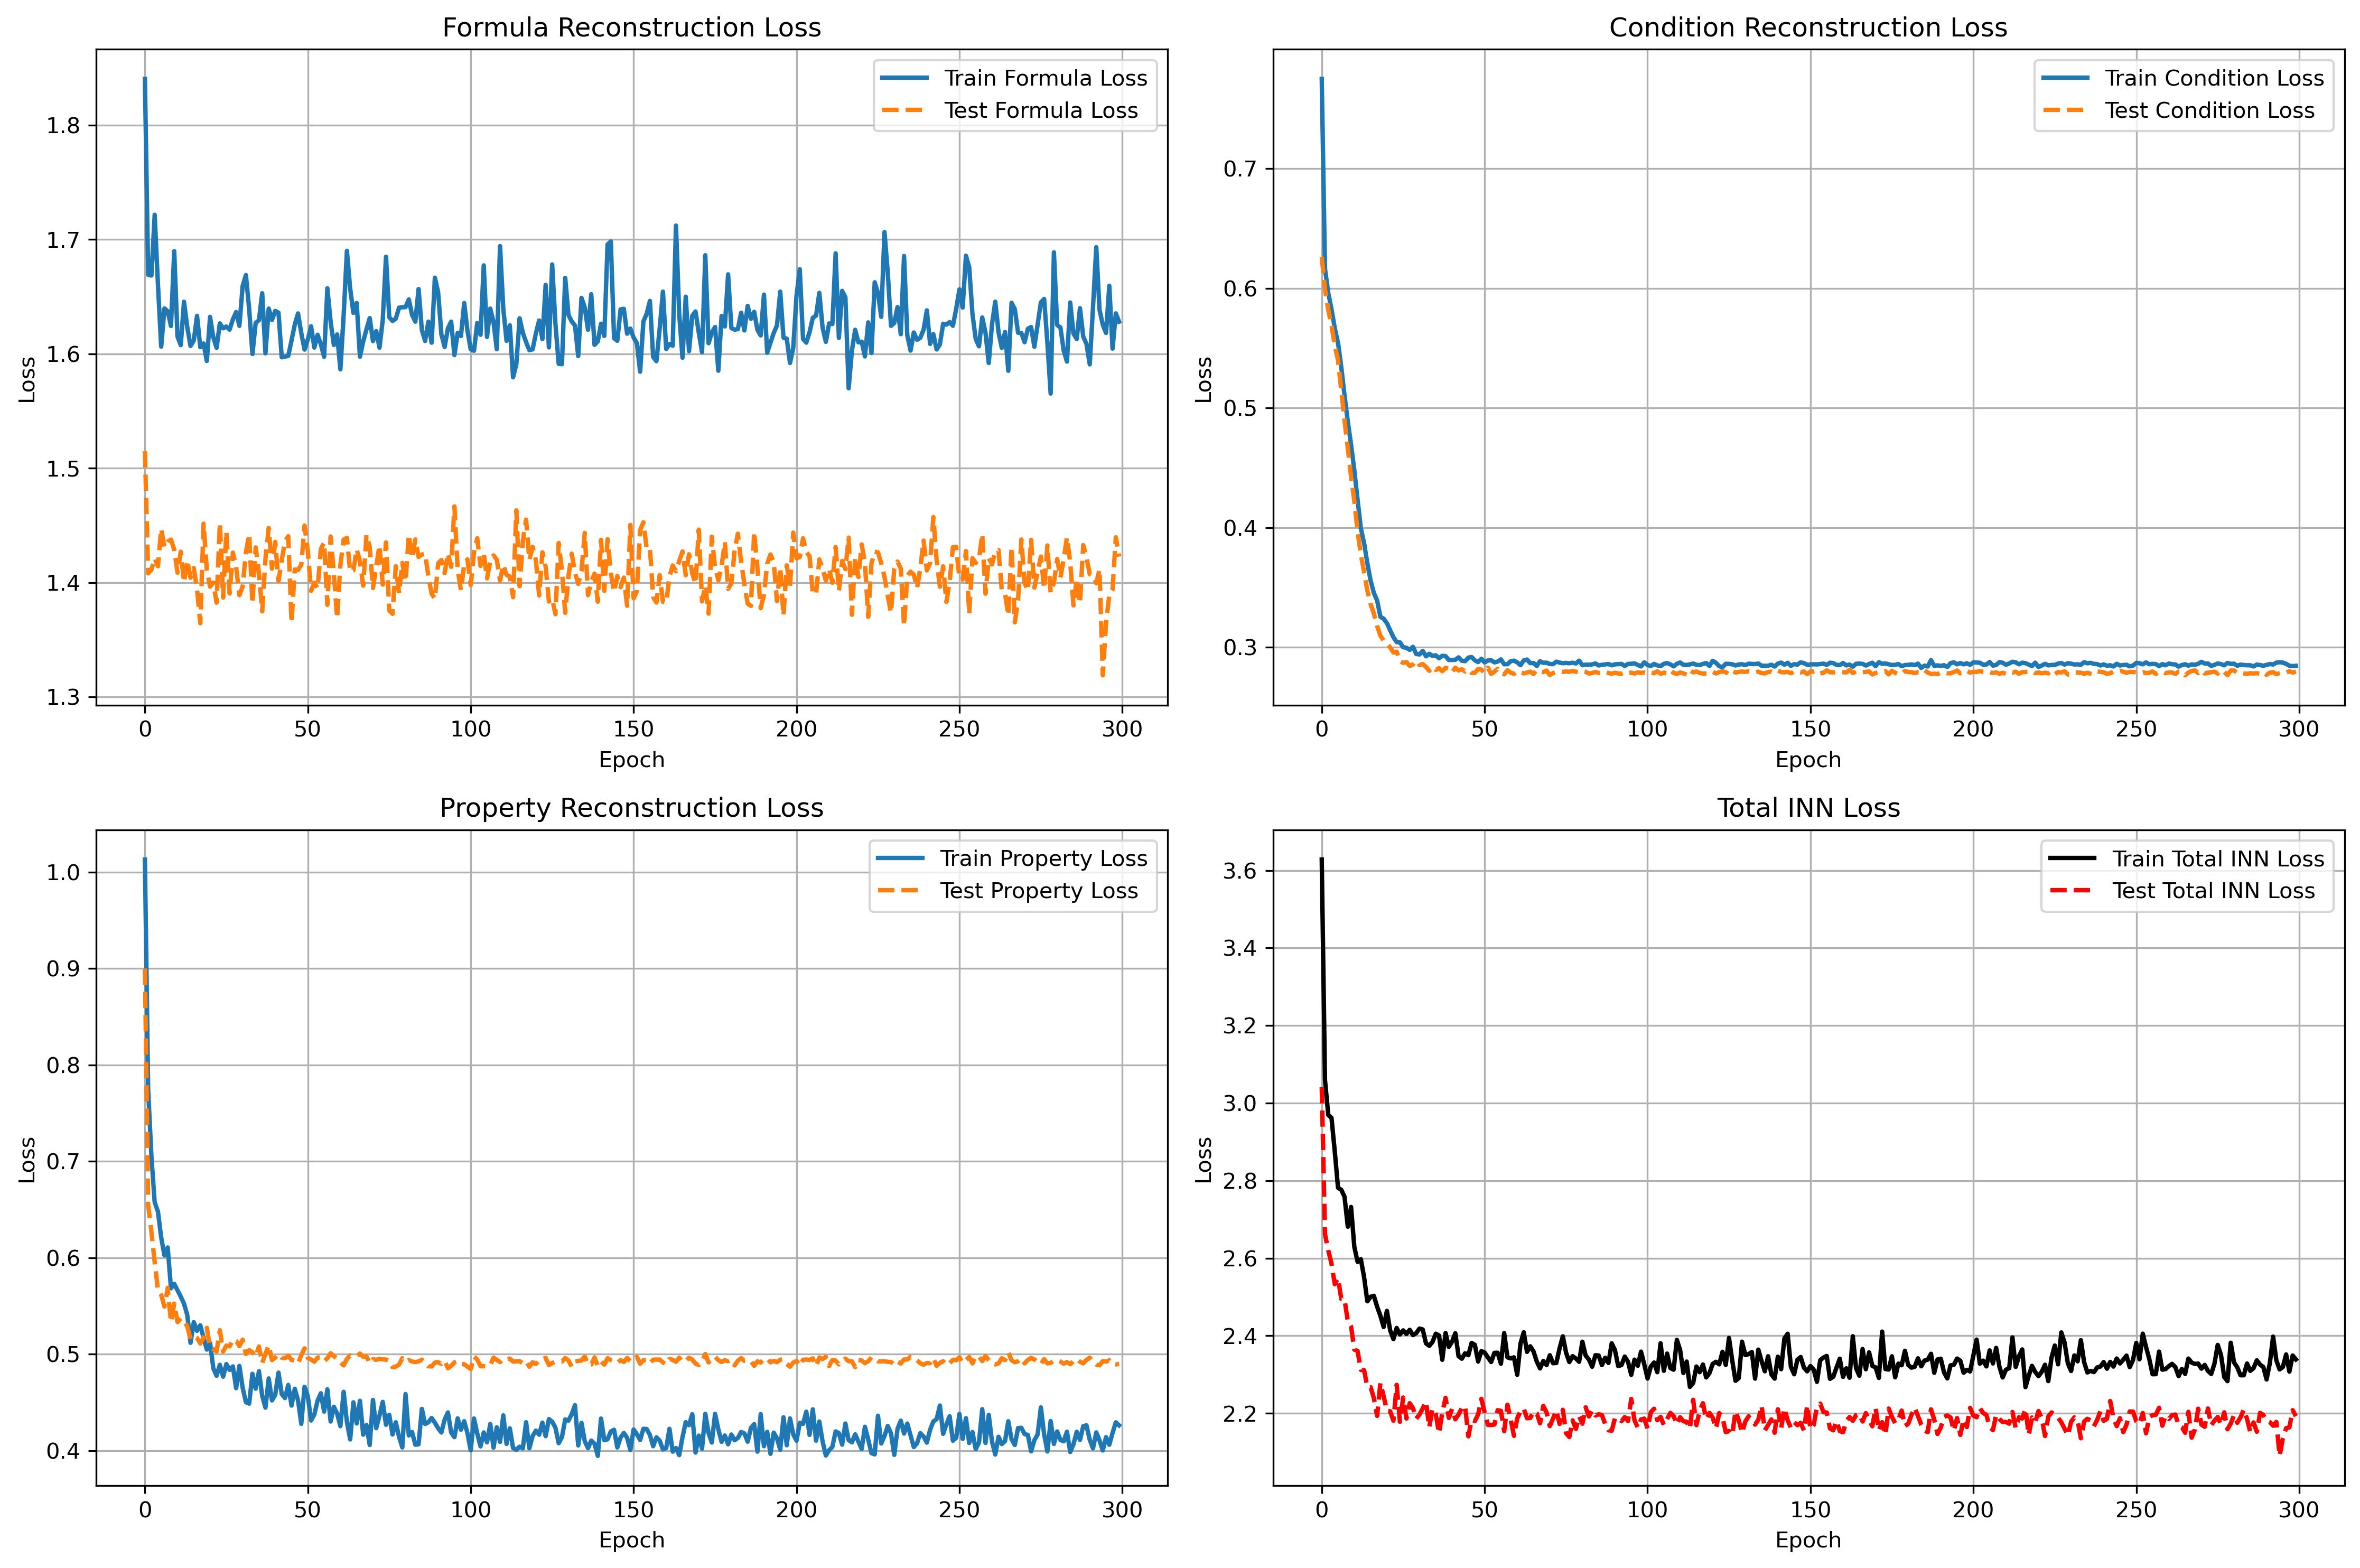 Formula Reconstruction Loss
Loss
1.8
1.7
1.6
1.5
1.4
1.3
Train Formula Loss
Test Formula Loss
0 50 100 150 200 250 300
Epoch
Condition Reconstruction Loss
Loss
0.7
0.6
0.5
0.4
0.3
Train Condition Loss
Test Condition Loss
0 50 100 150 200 250 300
Epoch
Property Reconstruction Loss
Loss
1.0
0.9
0.8
0.7
0.6
0.5
0.4
Train Property Loss
Test Property Loss
0 50 100 150 200 250 300
Epoch
Total INN Loss
Loss
3.6
3.4
3.2
3.0
2.8
2.6
2.4
2.2
Train Total INN Loss
Test Total INN Loss
0 50 100 150 200 250 300
Epoch